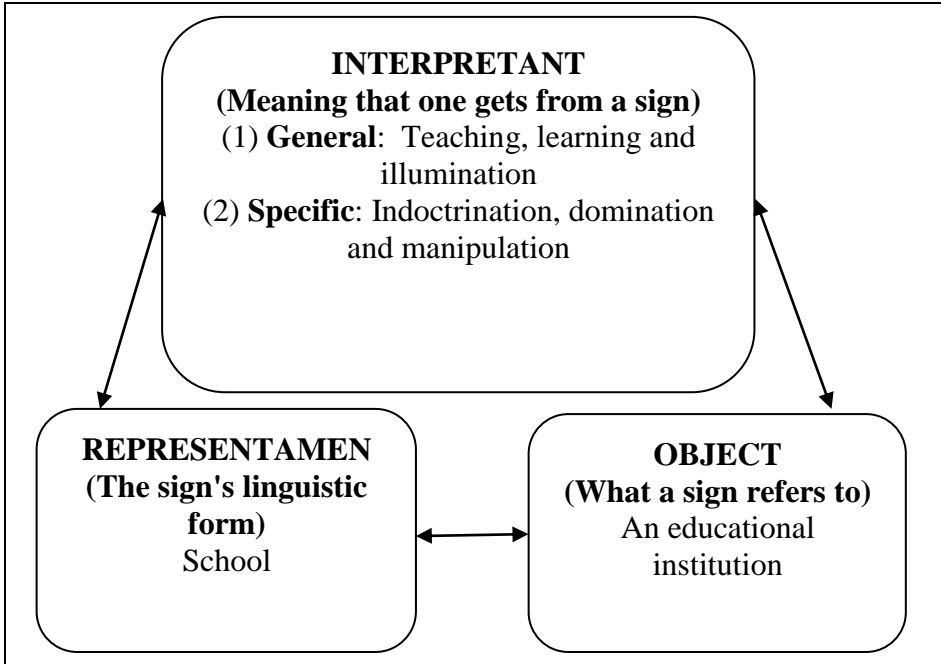 INTERPRETANT
(Meaning that one gets from a sign)
(1) General: Teaching, learning and
illumination
(2) Specific: Indoctrination, domination
and manipulation
REPRESENTAMEN
(The sign's linguistic
form)
School
OBJECT
(What a sign refers to)
An educational
institution